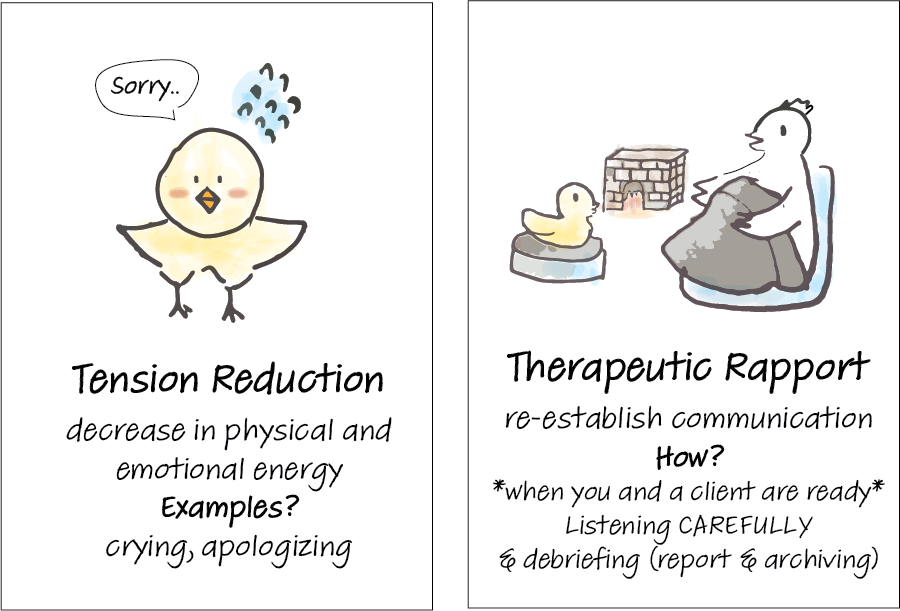 Sorry..
Tension Reduction
decrease in physical and
emotional energy
Examples?
crying, apologizing
Therapeutic Rapport
re-establish communication
How?
*when you and a client are ready*
Listening CAREFULLY
& debriefing (report & archiving)